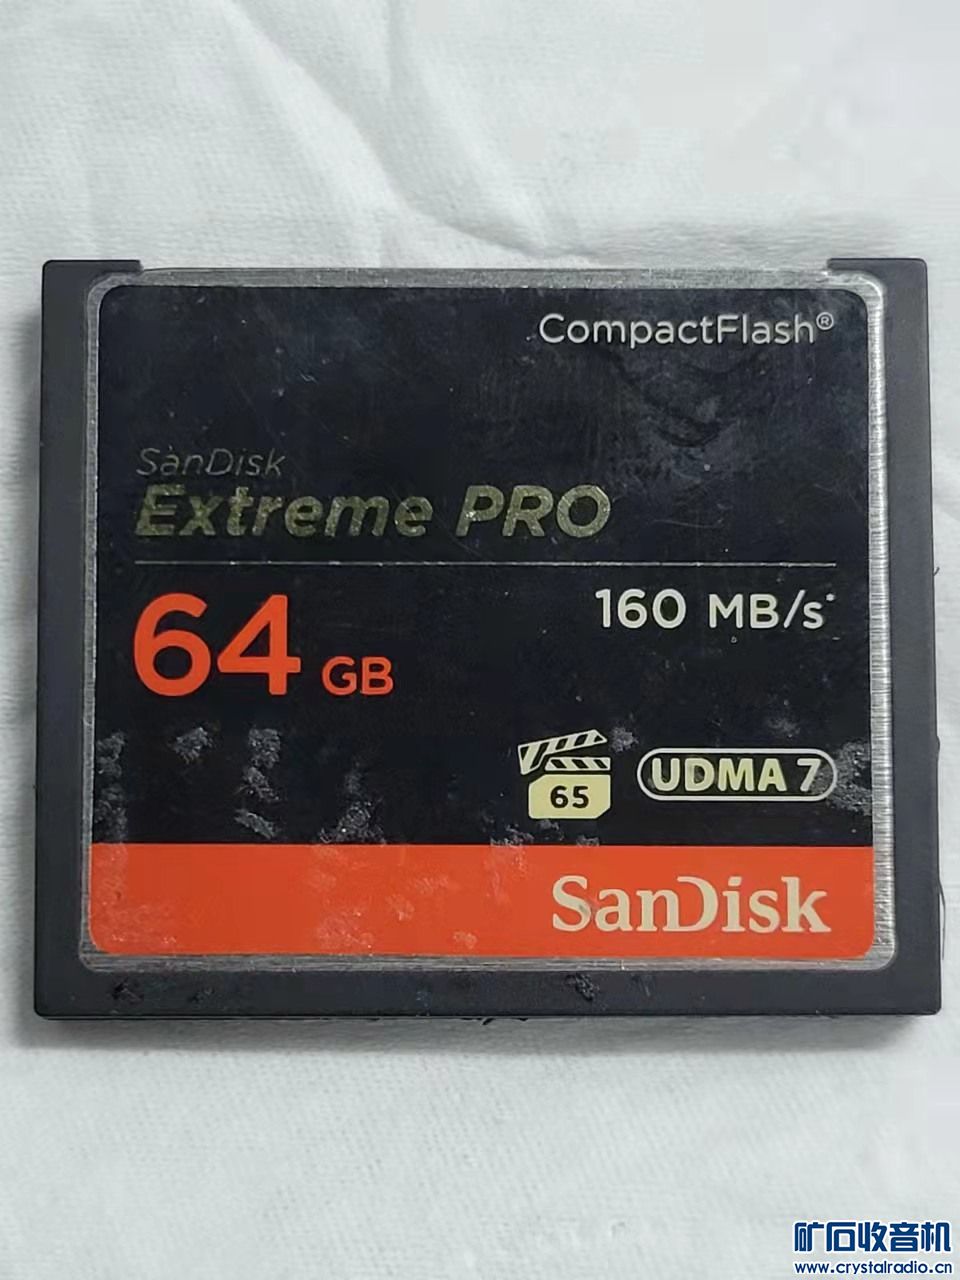 CompactFlash®
SanDisk
Extreme PRO
64 GB
160 MB/s*
65
UDMA 7
SanDisk
矿石收音机
www.crystalradio.cn